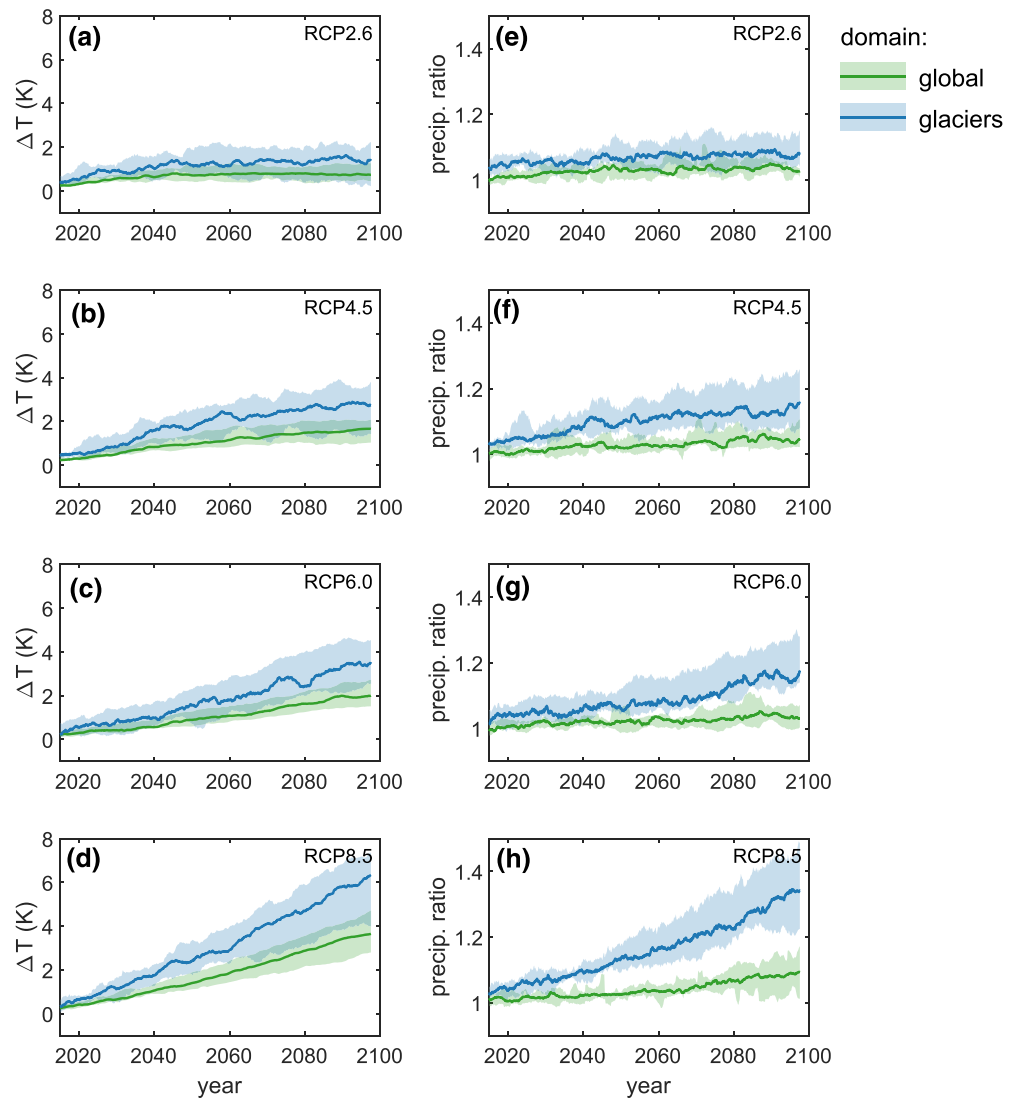 (a) RCP2.6
8
6
4
2
0
Δ T (K)
2020 2040 2060 2080 2100
(e) RCP2.6
1.4
1.2
1
precip. ratio
2020 2040 2060 2080 2100
domain:
global
glaciers
(b) RCP4.5
8
6
4
2
0
Δ T (K)
2020 2040 2060 2080 2100
(f) RCP4.5
1.4
1.2
1
precip. ratio
2020 2040 2060 2080 2100
(c) RCP6.0
8
6
4
2
0
Δ T (K)
2020 2040 2060 2080 2100
(g) RCP6.0
1.4
1.2
1
precip. ratio
2020 2040 2060 2080 2100
(d) RCP8.5
8
6
4
2
0
Δ T (K)
2020 2040 2060 2080 2100
year
(h) RCP8.5
1.4
1.2
1
precip. ratio
2020 2040 2060 2080 2100
year